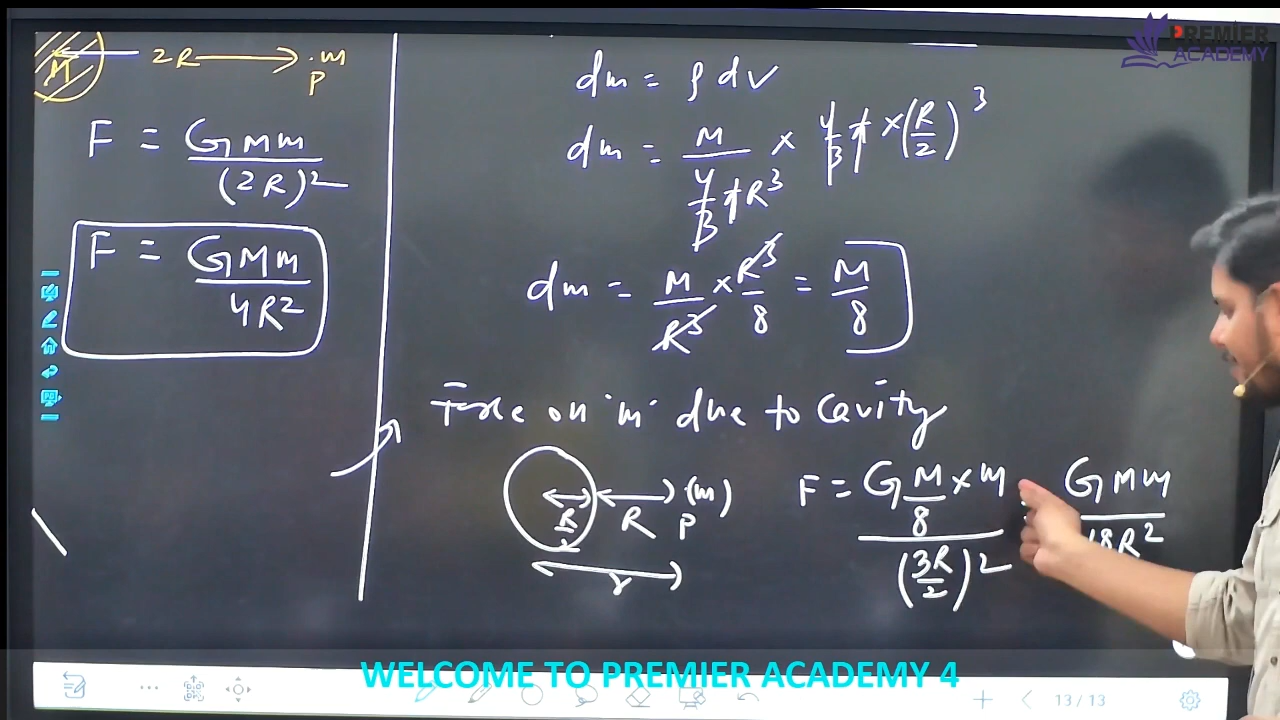 PREMIER
ACADEMY
M 2R .m
P
F = GMm / (2R)²
F = GMm / 4R²
dm = ρ dv
dm = M / (4/3 π R³) × 4/3 π × (R/2)³
dm = M/R³ × R³/8 = M/8
Force on 'm' due to Cavity
R/2 R (m)
P
r
F = G M/8 × m / (3R/2)² = GMm / 18R²
WELCOME TO PREMIER ACADEMY 4
13/13